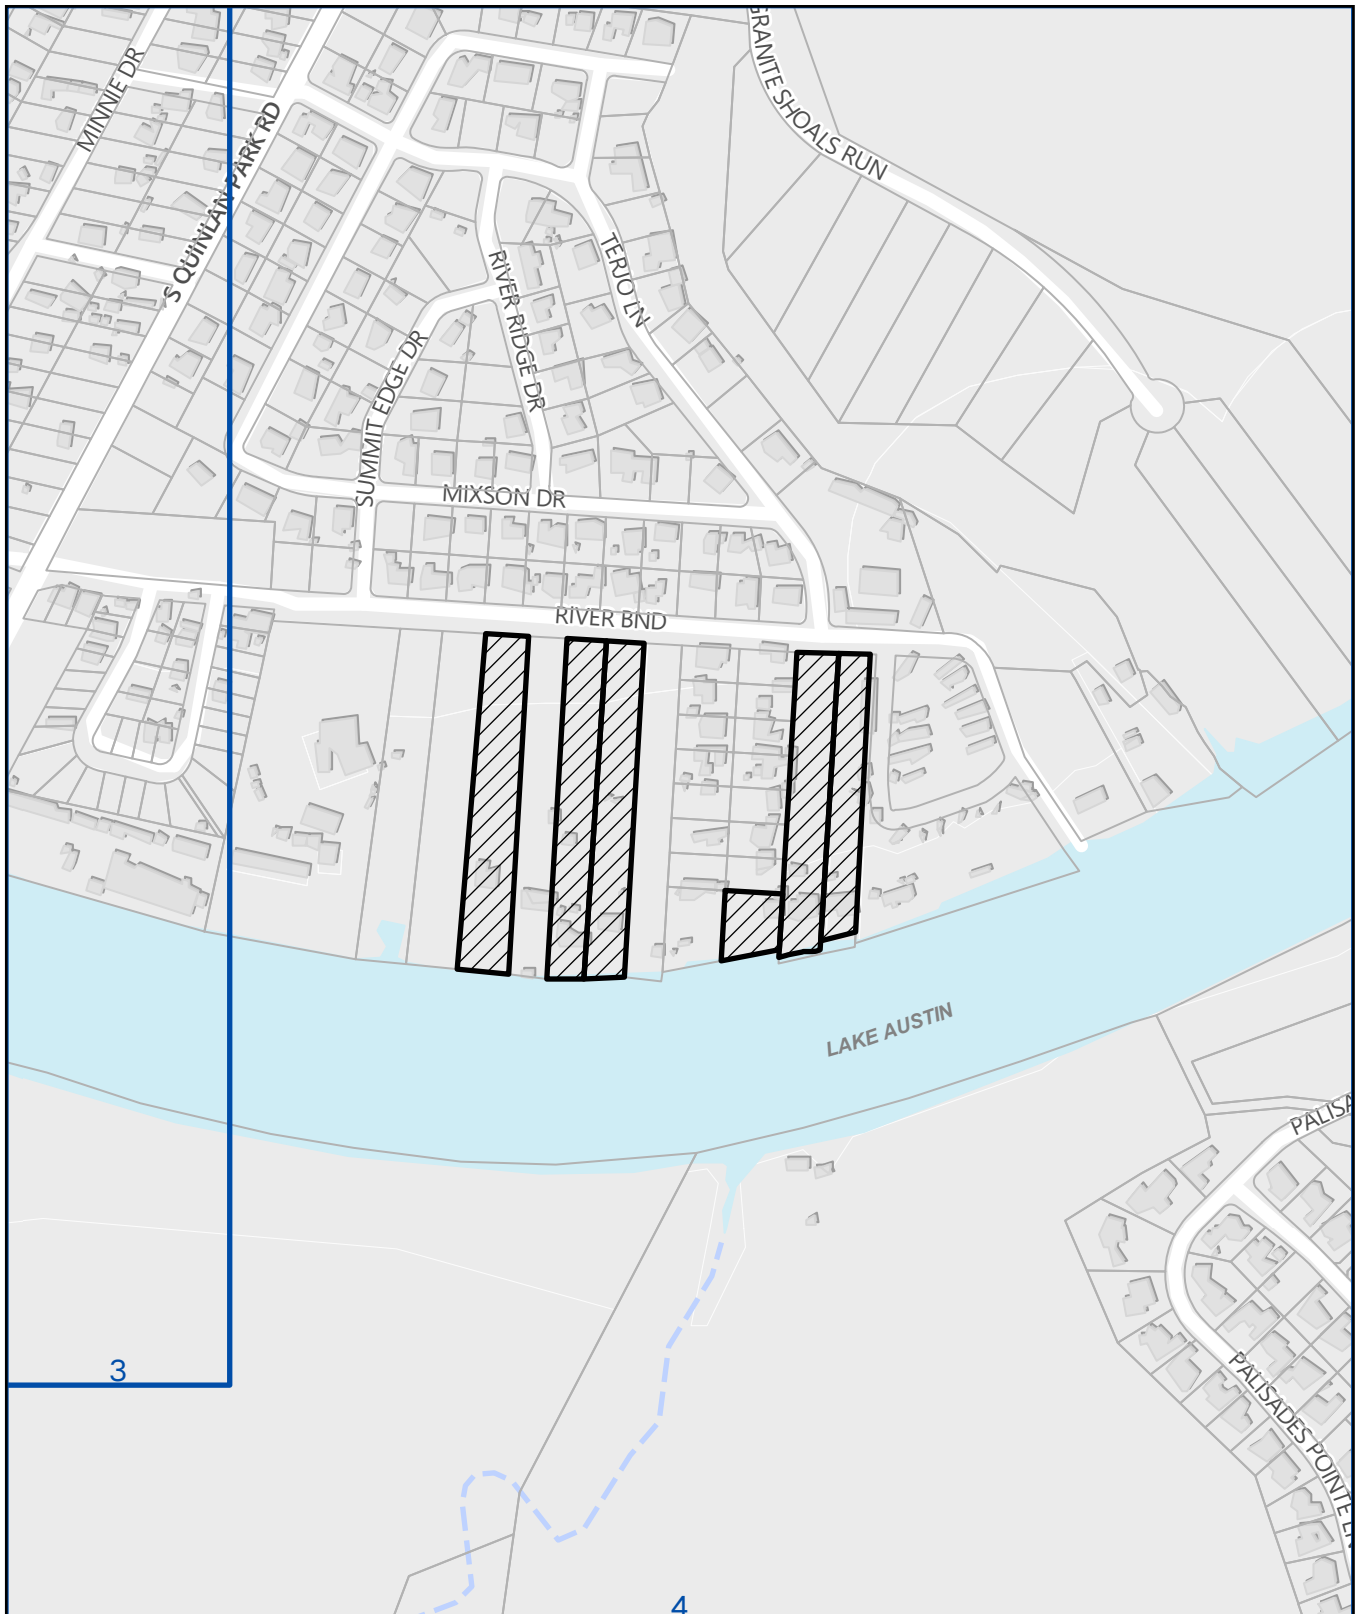 GRANITE SHOALS RUN
MINNIE DR
S QUINLAN PARK RD
TERJO LN
RIVER RIDGE DR
SUMMIT EDGE DR
MIXSON DR
RIVER BND
LAKE AUSTIN
PALISA
3
PALISADES POINTE LN
4